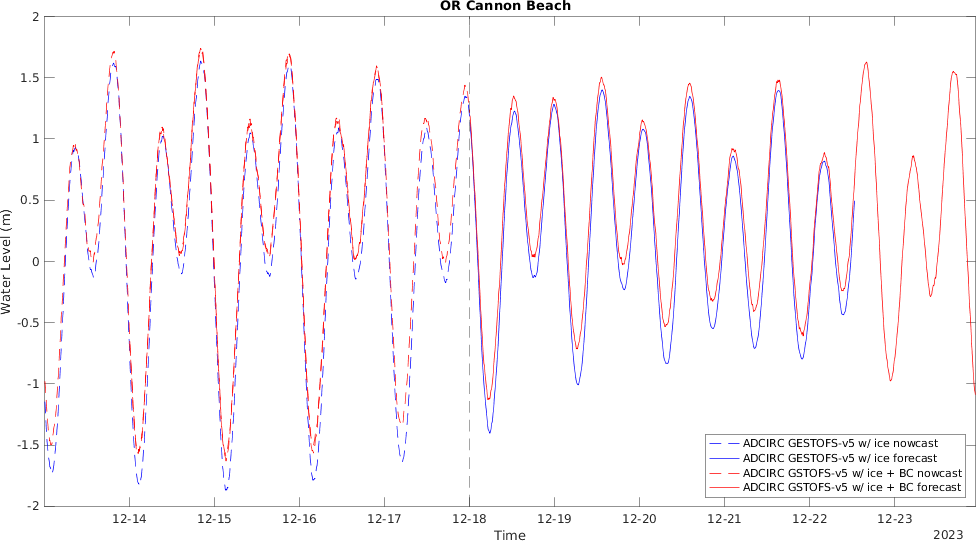 OR Cannon Beach
2
1.5
1
0.5
0
-0.5
-1
-1.5
-2
Water Level (m)
12-14 12-15 12-16 12-17 12-18 12-19 12-20 12-21 12-22 12-23
Time
2023
ADCIRC GESTOFS-v5 w/ ice nowcast
ADCIRC GESTOFS-v5 w/ ice forecast
ADCIRC GSTOFS-v5 w/ ice + BC nowcast
ADCIRC GSTOFS-v5 w/ ice + BC forecast